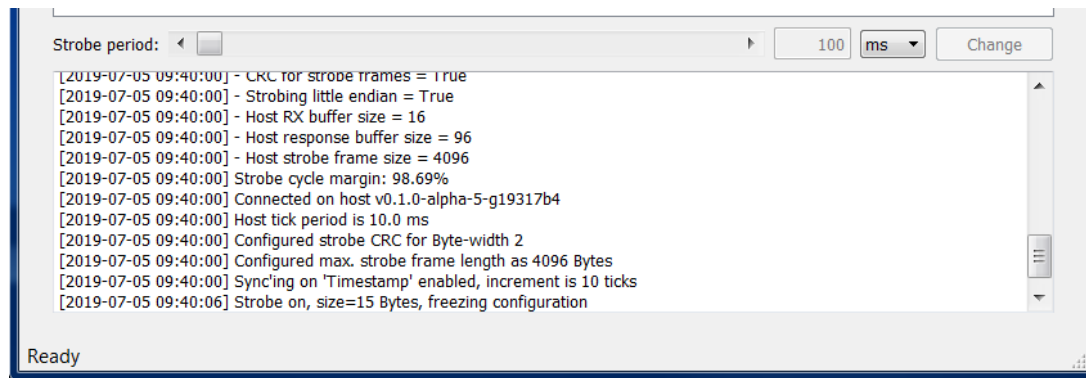 Strobe period: 100 ms Change
[2019-07-05 09:40:00] - CRC for strobe frames = True
[2019-07-05 09:40:00] - Strobing little endian = True
[2019-07-05 09:40:00] - Host RX buffer size = 16
[2019-07-05 09:40:00] - Host response buffer size = 96
[2019-07-05 09:40:00] - Host strobe frame size = 4096
[2019-07-05 09:40:00] Strobe cycle margin: 98.69%
[2019-07-05 09:40:00] Connected on host v0.1.0-alpha-5-g19317b4
[2019-07-05 09:40:00] Host tick period is 10.0 ms
[2019-07-05 09:40:00] Configured strobe CRC for Byte-width 2
[2019-07-05 09:40:00] Configured max. strobe frame length as 4096 Bytes
[2019-07-05 09:40:00] Sync'ing on 'Timestamp' enabled, increment is 10 ticks
[2019-07-05 09:40:06] Strobe on, size=15 Bytes, freezing configuration
Ready